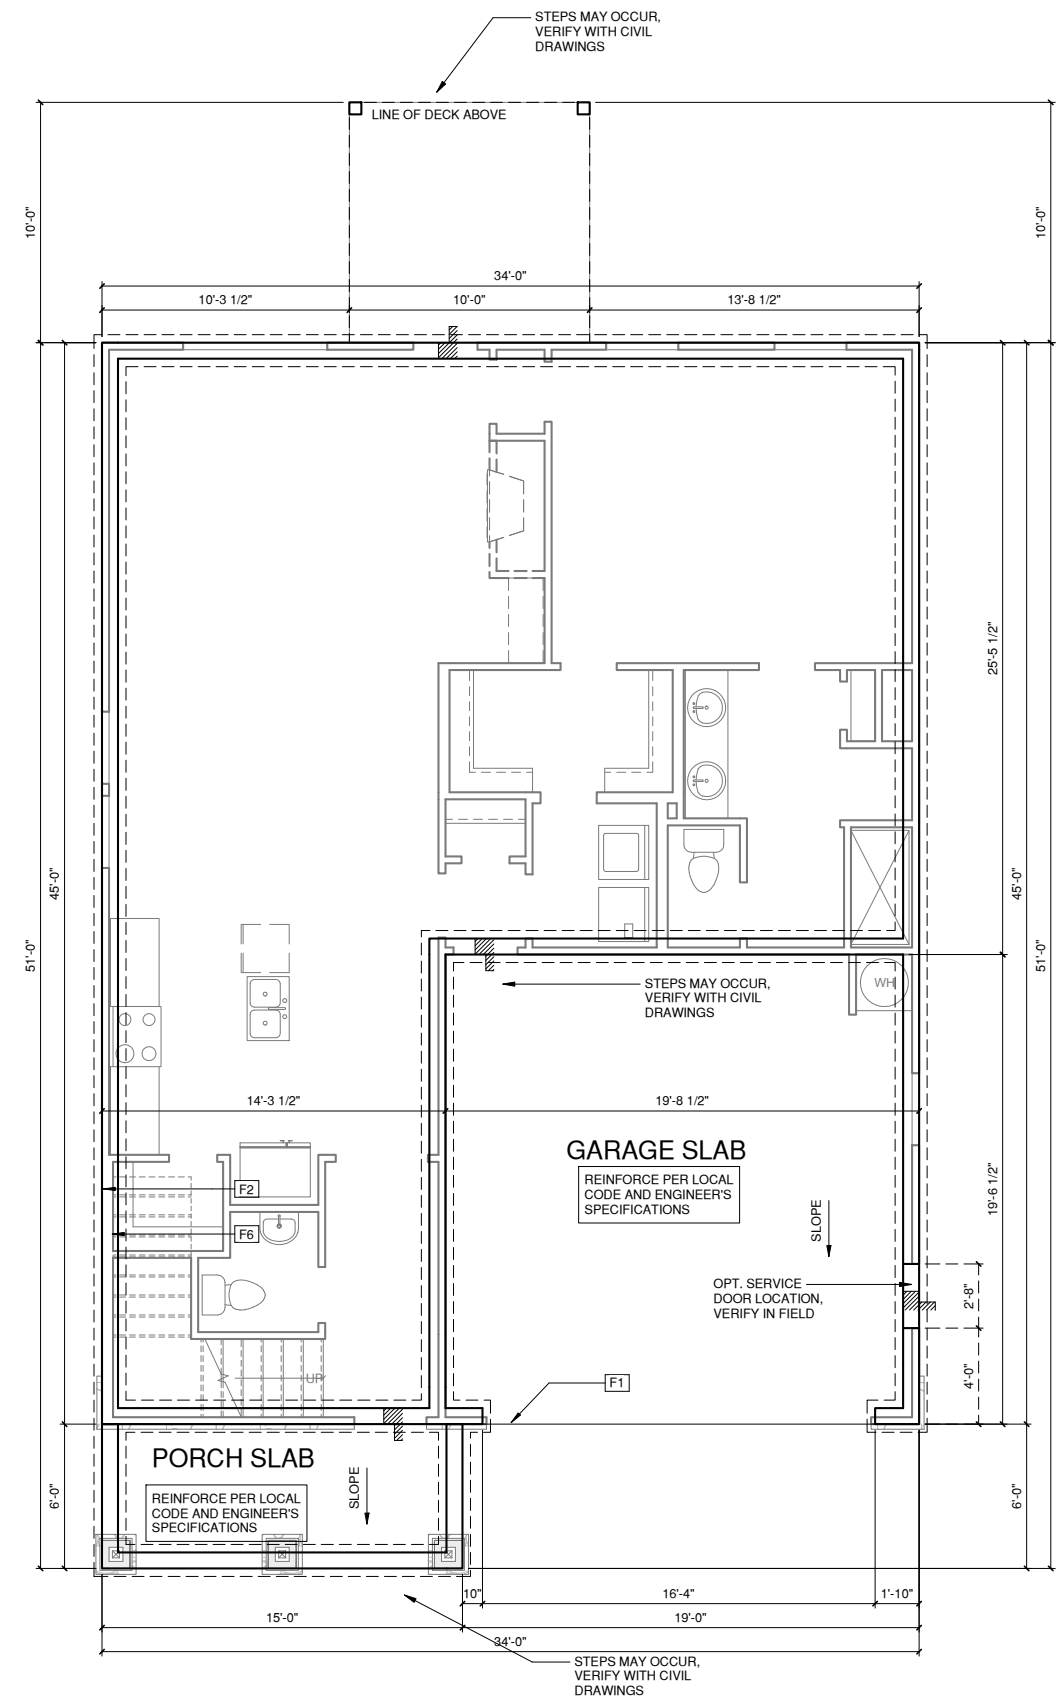 STEPS MAY OCCUR,
VERIFY WITH CIVIL
DRAWINGS
LINE OF DECK ABOVE
10'-0"
10'-0"
34'-0"
10'-3 1/2"
10'-0"
13'-8 1/2"
25'-5 1/2"
45'-0"
51'-0"
45'-0"
51'-0"
WH
STEPS MAY OCCUR,
VERIFY WITH CIVIL
DRAWINGS
14'-3 1/2"
19'-8 1/2"
GARAGE SLAB
REINFORCE PER LOCAL
CODE AND ENGINEER'S
SPECIFICATIONS
F2
F6
SLOPE
19'-6 1/2"
OPT. SERVICE
DOOR LOCATION,
VERIFY IN FIELD
2'-8"
4'-0"
UP
F1
PORCH SLAB
REINFORCE PER LOCAL
CODE AND ENGINEER'S
SPECIFICATIONS
SLOPE
6'-0"
6'-0"
10"
16'-4"
1'-10"
15'-0"
19'-0"
34'-0"
STEPS MAY OCCUR,
VERIFY WITH CIVIL
DRAWINGS